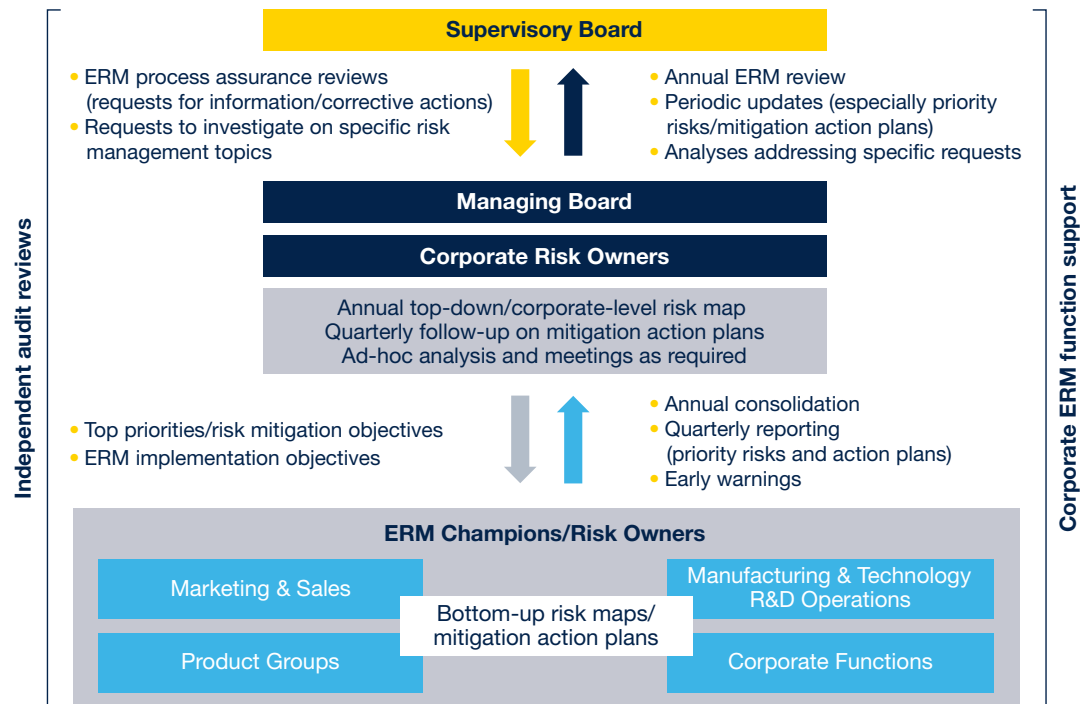 Supervisory Board
• ERM process assurance reviews
(requests for information/corrective actions)
• Requests to investigate on specific risk
management topics
• Annual ERM review
• Periodic updates (especially priority
risks/mitigation action plans)
• Analyses addressing specific requests
Managing Board
Corporate Risk Owners
Annual top-down/corporate-level risk map
Quarterly follow-up on mitigation action plans
Ad-hoc analysis and meetings as required
• Top priorities/risk mitigation objectives
• ERM implementation objectives
• Annual consolidation
• Quarterly reporting
(priority risks and action plans)
• Early warnings
ERM Champions/Risk Owners
Marketing & Sales
Manufacturing & Technology
R&D Operations
Bottom-up risk maps/
mitigation action plans
Product Groups
Corporate Functions
Independent audit reviews
Corporate ERM function support